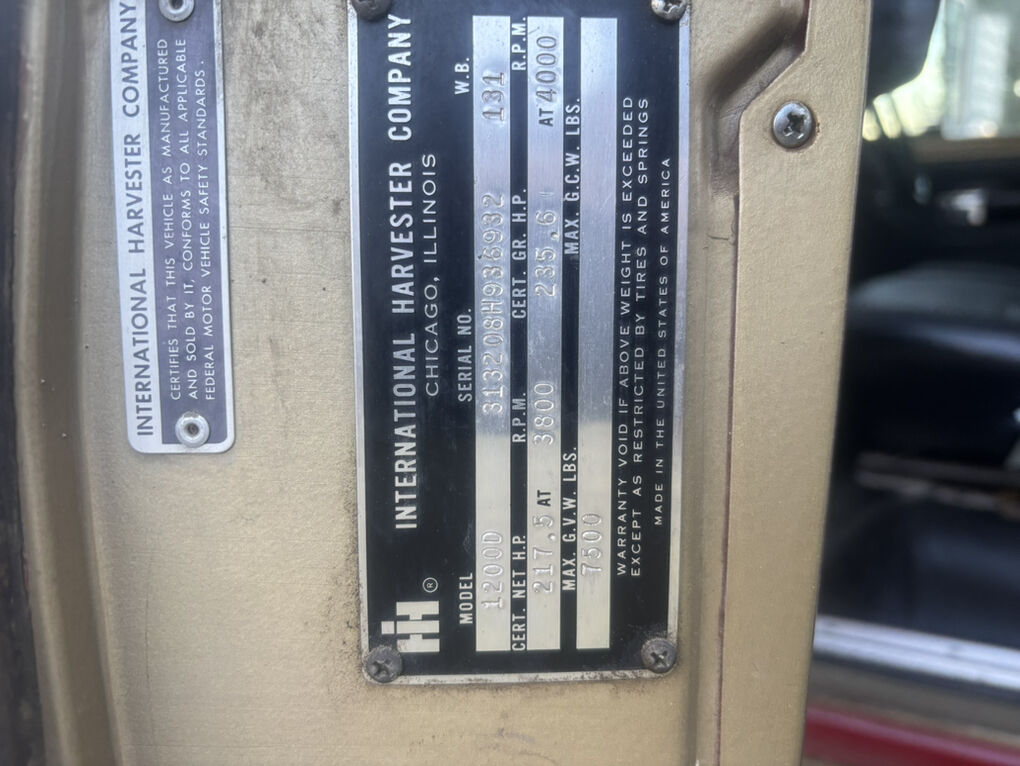 INTERNATIONAL HARVESTER COMPANY
CERTIFIES THAT THIS VEHICLE AS MANUFACTURED
AND SOLD BY IT, CONFORMS TO ALL APPLICABLE
FEDERAL MOTOR VEHICLE SAFETY STANDARDS.
IH ® INTERNATIONAL HARVESTER COMPANY
CHICAGO, ILLINOIS
MODEL SERIAL NO. W.B.
1200D 313208H936932 131
CERT. NET H.P. R.P.M. CERT. GR. H.P. R.P.M.
217.5 AT 3800 235.6 AT 4000
MAX. G.V.W. LBS. MAX. G.C.W. LBS.
7500
WARRANTY VOID IF ABOVE WEIGHT IS EXCEEDED
EXCEPT AS RESTRICTED BY TIRES AND SPRINGS
MADE IN THE UNITED STATES OF AMERICA